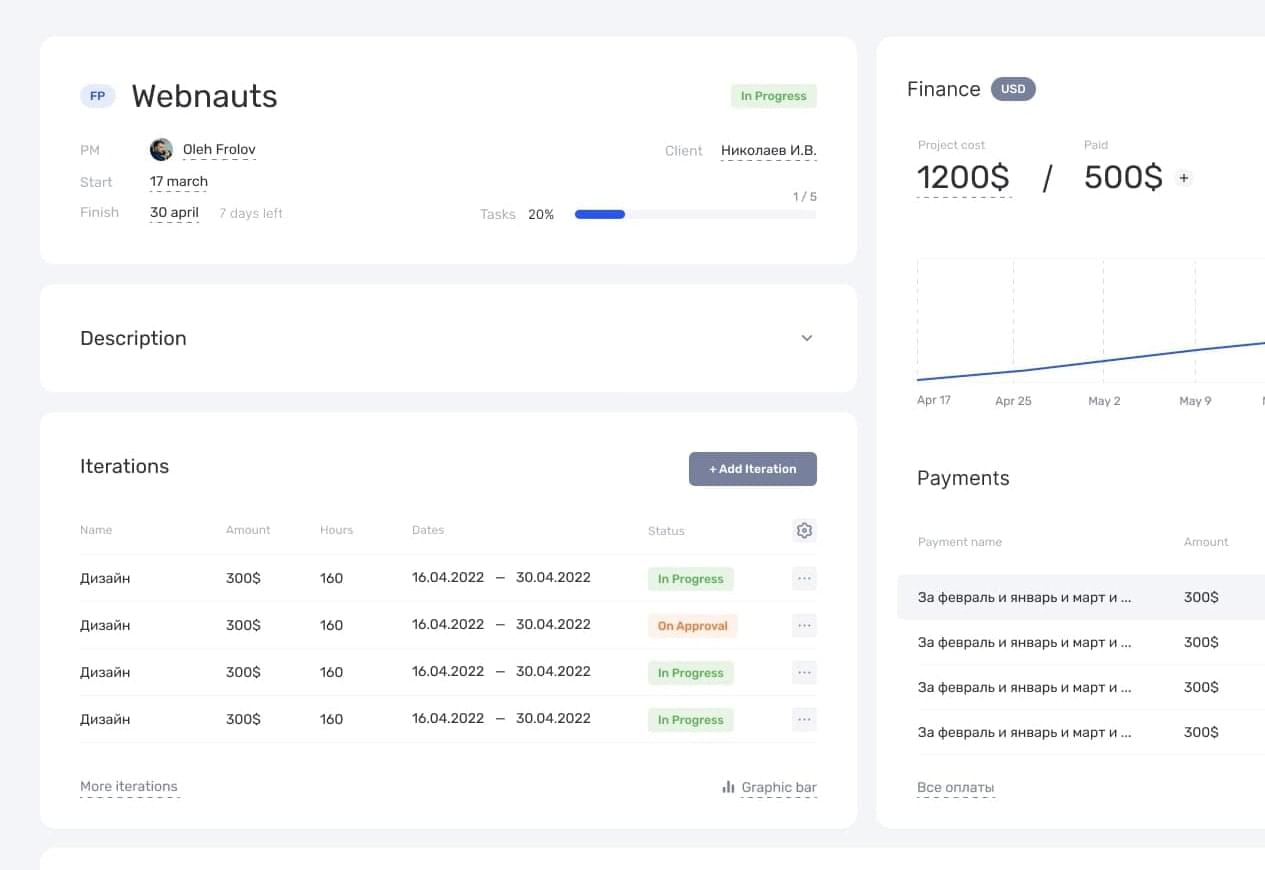 FP Webnauts In Progress
PM Oleh Frolov
Client Николаев И.В.
Start 17 march
Finish 30 april 7 days left
1 / 5
Tasks 20%
Description
Iterations
+ Add Iteration
Name Amount Hours Dates Status
Дизайн 300$ 160 16.04.2022 – 30.04.2022 In Progress ...
Дизайн 300$ 160 16.04.2022 – 30.04.2022 On Approval ...
Дизайн 300$ 160 16.04.2022 – 30.04.2022 In Progress ...
Дизайн 300$ 160 16.04.2022 – 30.04.2022 In Progress ...
More iterations Graphic bar
Finance USD
Project cost Paid
1200$ / 500$ +
Apr 17 Apr 25 May 2 May 9
Payments
Payment name Amount
За февраль и январь и март и ... 300$
За февраль и январь и март и ... 300$
За февраль и январь и март и ... 300$
За февраль и январь и март и ... 300$
Все оплаты